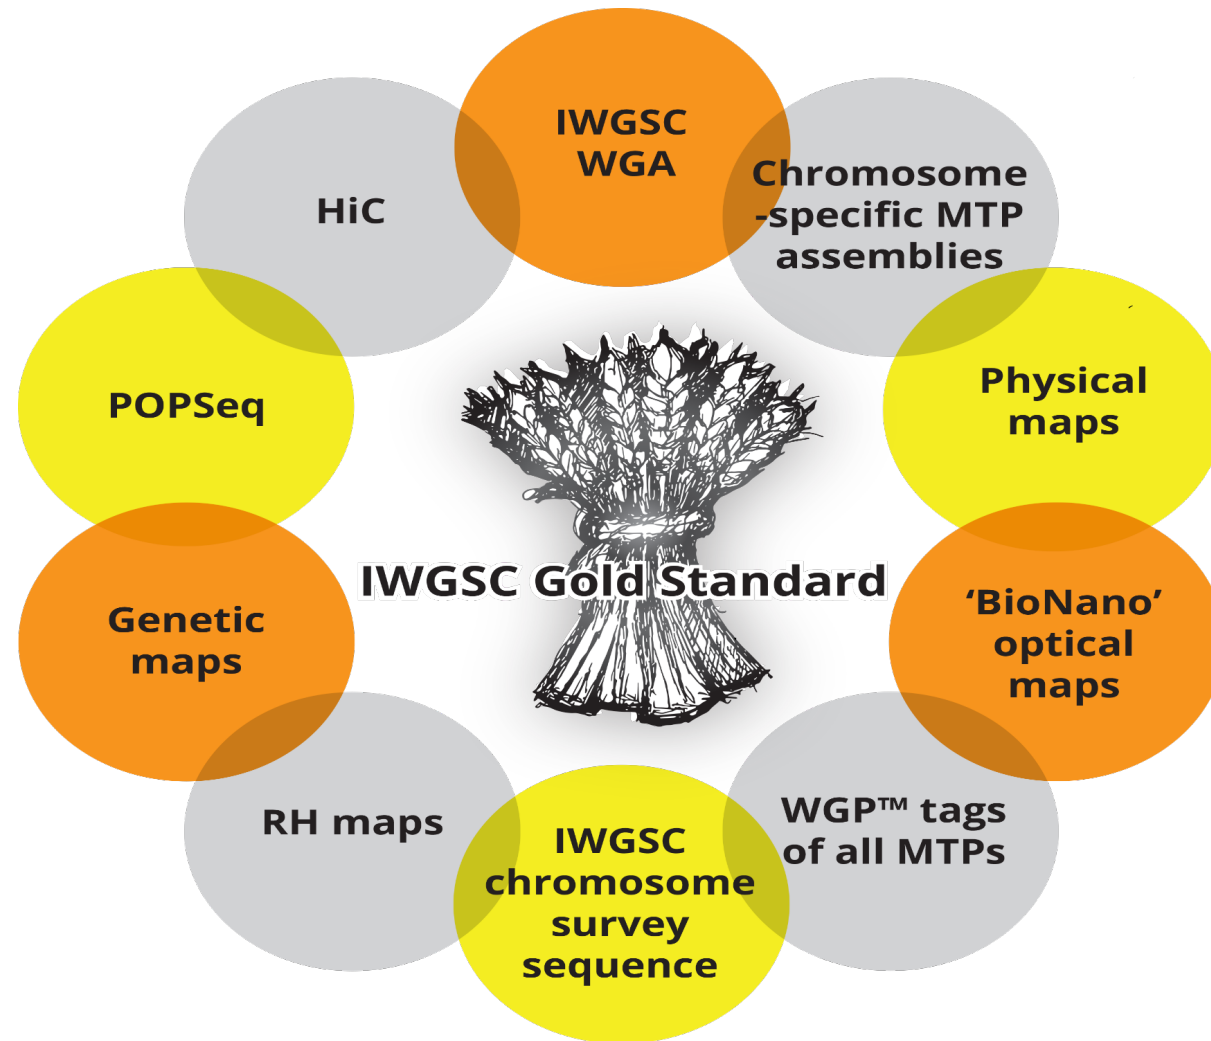 IWGSC
WGA
Chromosome
-specific MTP
assemblies
Physical
maps
‘BioNano’
optical
maps
WGP™ tags
of all MTPs
IWGSC
chromosome
survey
sequence
RH maps
Genetic
maps
POPSeq
HiC
IWGSC Gold Standard